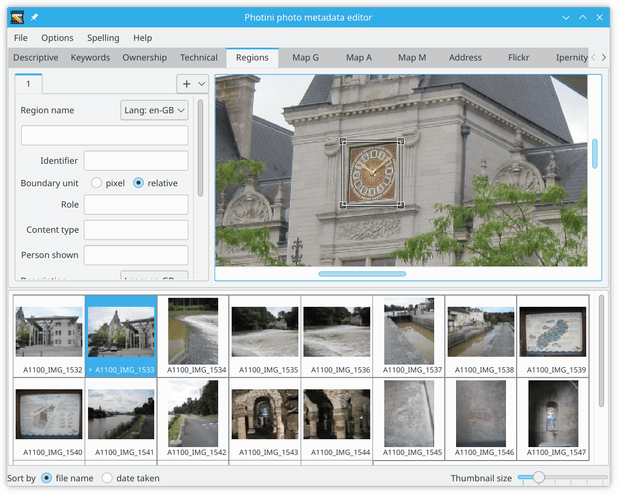 Photini photo metadata editor
File Options Spelling Help
Descriptive Keywords Ownership Technical Regions Map G Map A Map M Address Flickr Ipernity
1
Region name Lang: en-GB
Identifier
Boundary unit pixel relative
Role
Content type
Person shown
A1100_IMG_1532 A1100_IMG_1533 A1100_IMG_1534 A1100_IMG_1535 A1100_IMG_1536 A1100_IMG_1537 A1100_IMG_1538 A1100_IMG_1539
A1100_IMG_1540 A1100_IMG_1541 A1100_IMG_1542 A1100_IMG_1543 A1100_IMG_1544 A1100_IMG_1545 A1100_IMG_1546 A1100_IMG_1547
Sort by file name date taken Thumbnail size